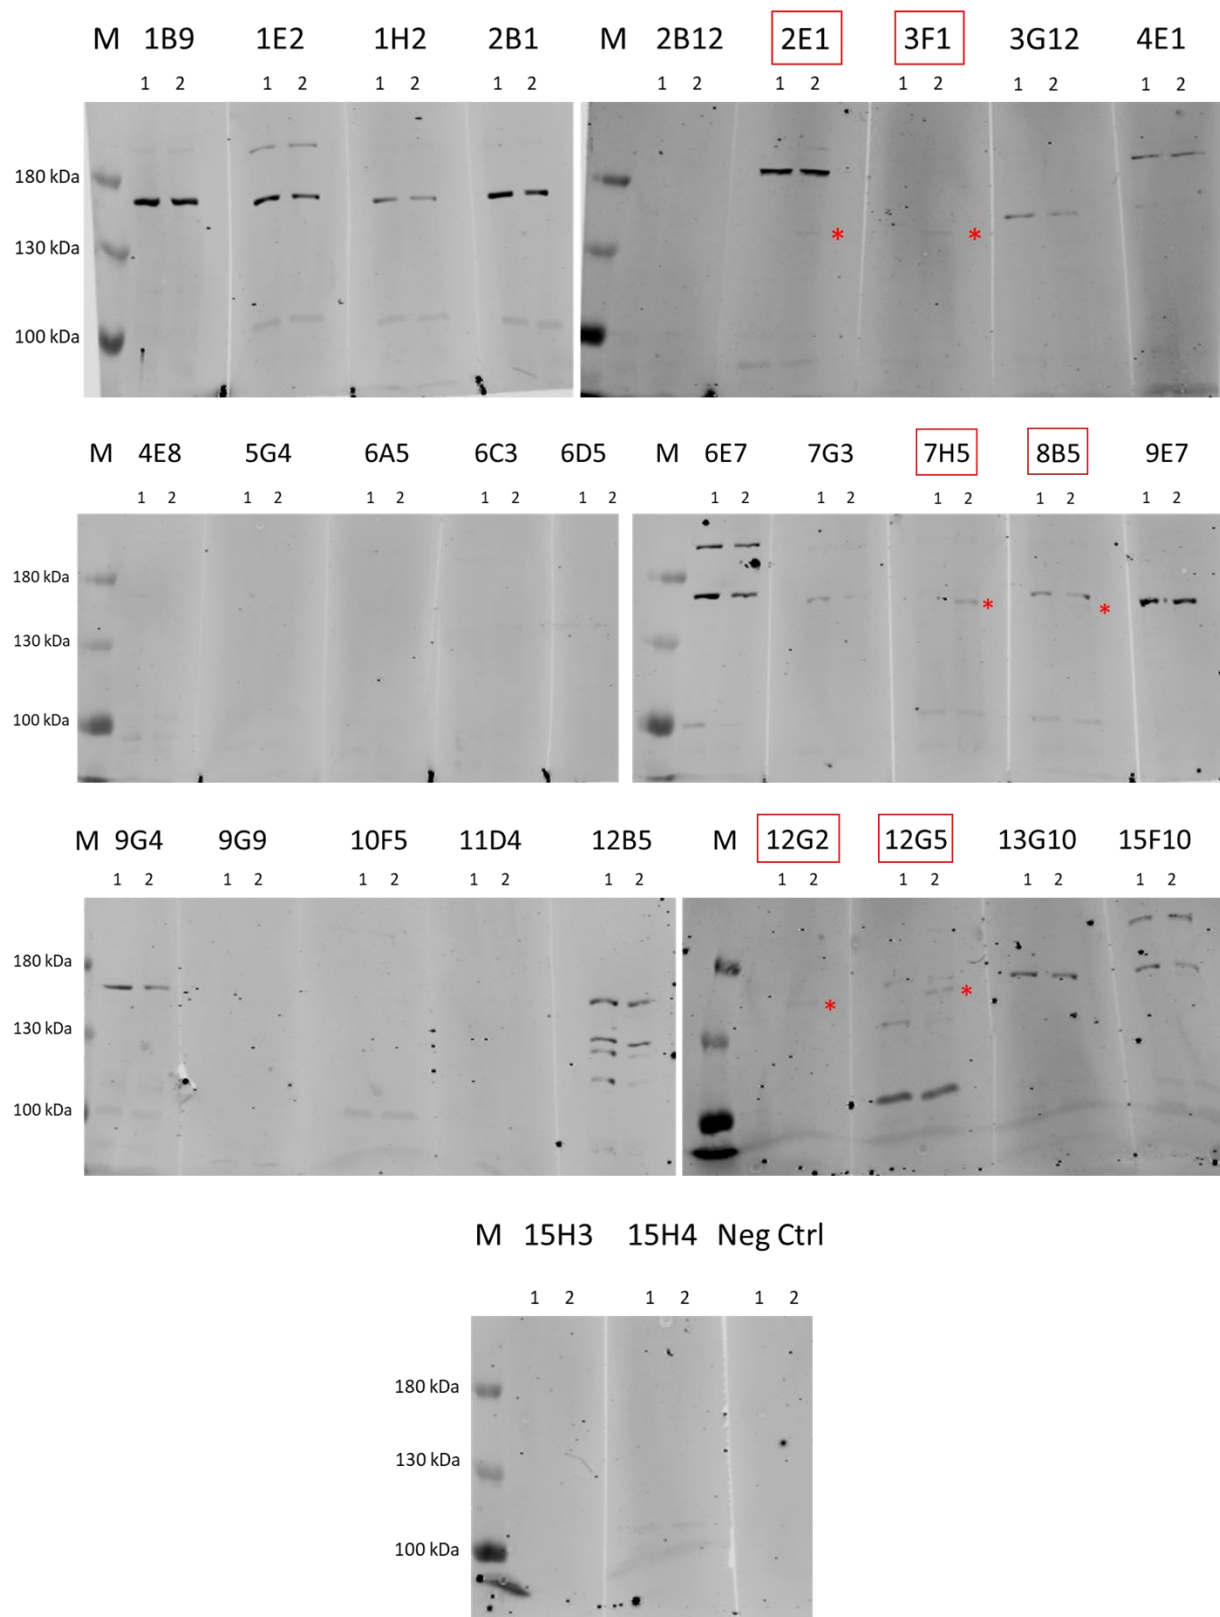 M 1B9 1E2 1H2 2B1 M 2B12 2E1 3F1 3G12 4E1
1 2 1 2 1 2 1 2 1 2 1 2 1 2 1 2 1 2
180 kDa
* *
130 kDa
100 kDa
M 4E8 5G4 6A5 6C3 6D5 M 6E7 7G3 7H5 8B5 9E7
1 2 1 2 1 2 1 2 1 2 1 2 1 2 1 2 1 2 1 2
180 kDa
* *
130 kDa
100 kDa
M 9G4 9G9 10F5 11D4 12B5 M 12G2 12G5 13G10 15F10
1 2 1 2 1 2 1 2 1 2 1 2 1 2 1 2 1 2
180 kDa
* *
130 kDa
100 kDa
M 15H3 15H4 Neg Ctrl
1 2 1 2 1 2
180 kDa
130 kDa
100 kDa